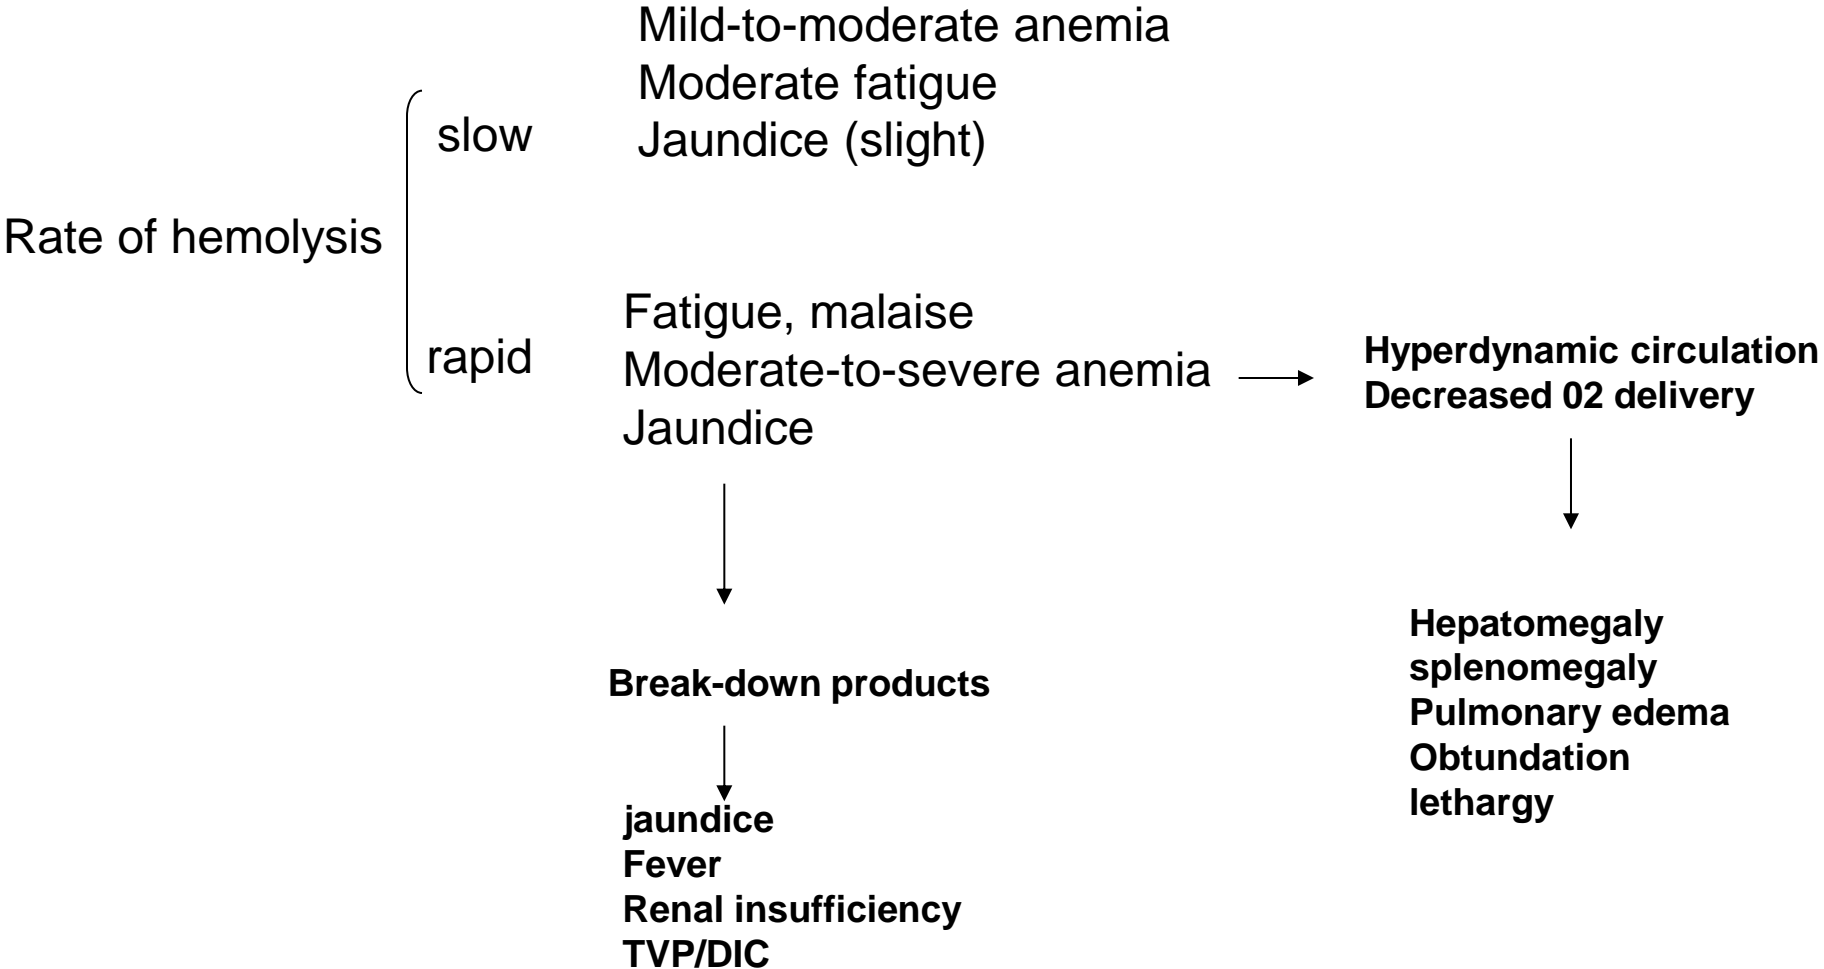 Mild-to-moderate anemia
Moderate fatigue
Jaundice (slight)
slow
Rate of hemolysis
rapid
Fatigue, malaise
Moderate-to-severe anemia
Jaundice
Hyperdynamic circulation
Decreased 02 delivery
Hepatomegaly
splenomegaly
Pulmonary edema
Obtundation
lethargy
Break-down products
jaundice
Fever
Renal insufficiency
TVP/DIC